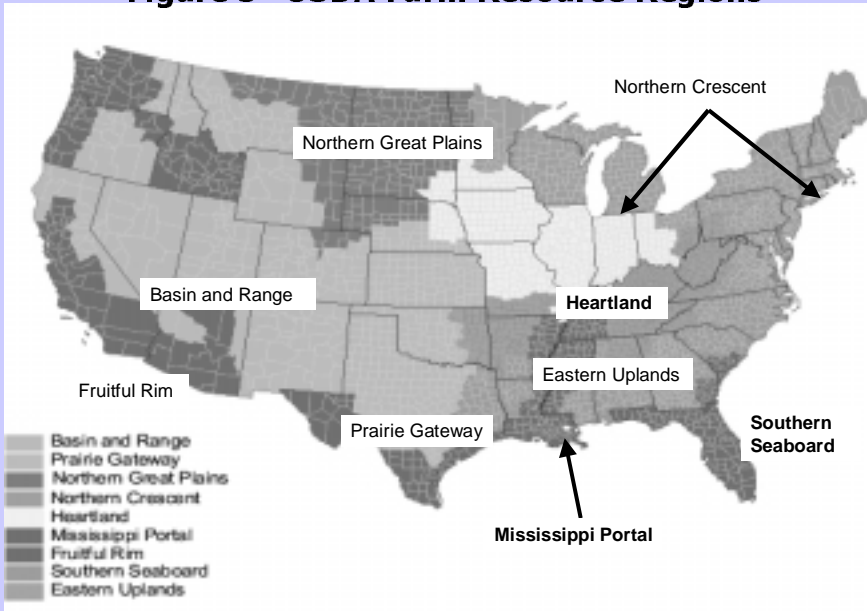 Figure 3 - USDA Farm Resource Regions
Northern Crescent
Northern Great Plains
Basin and Range
Heartland
Eastern Uplands
Fruitful Rim
Prairie Gateway
Southern
Seaboard
Mississippi Portal
Basin and Range
Prairie Gateway
Northern Great Plains
Northern Crescent
Heartland
Mississippi Portal
Fruitful Rim
Southern Seaboard
Eastern Uplands